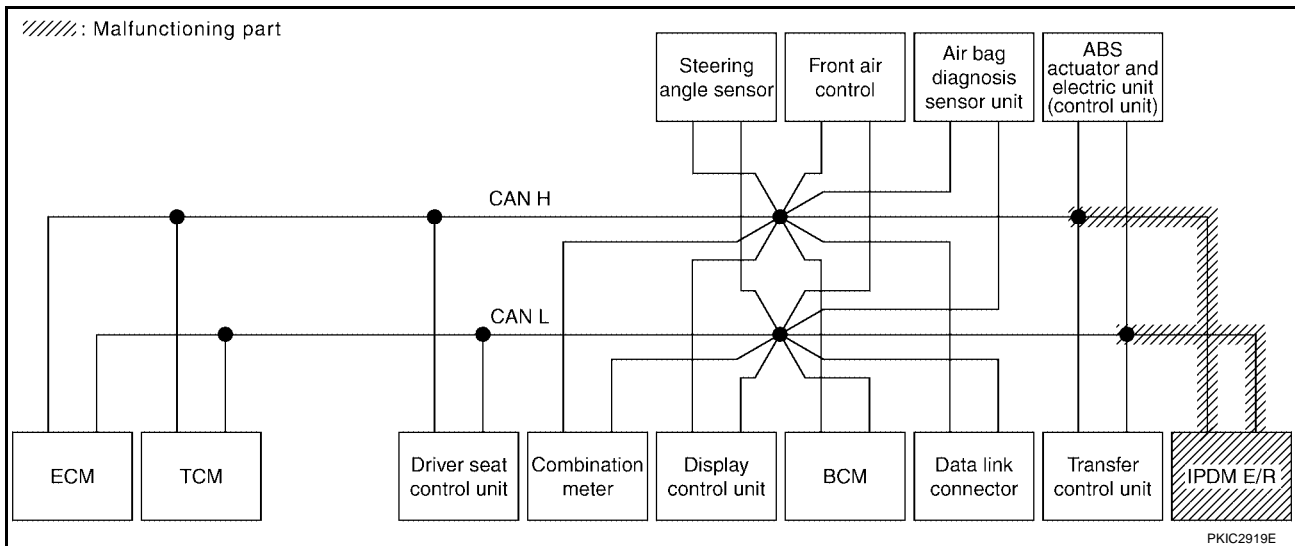 : Malfunctioning part
Steering
angle sensor
Front air
control
Air bag
diagnosis
sensor unit
ABS
actuator and
electric unit
(control unit)
CAN H
CAN L
ECM
TCM
Driver seat
control unit
Combination
meter
Display
control unit
BCM
Data link
connector
Transfer
control unit
IPDM E/R
PKIC2919E